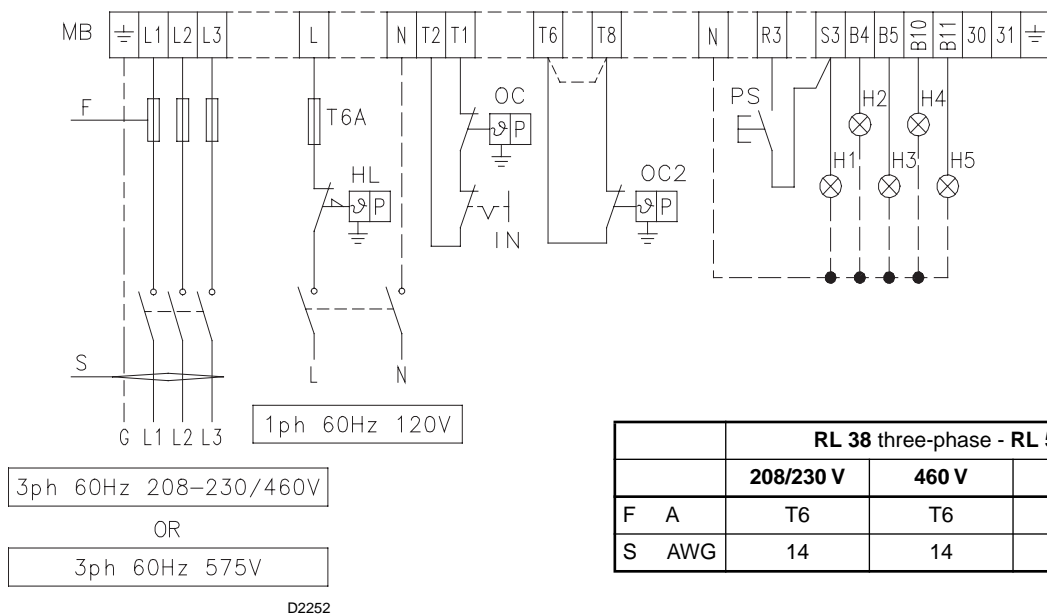 MB L1 L2 L3 L N T2 T1 T6 T8 N R3 S3 B4 B5 B10 B11 30 31
F
T6A
OC
ϑ P
PS
H2
H4
HL
ϑ P
OC2
ϑ P
H1
H3
H5
IN
S
L N
G L1 L2 L3
1ph 60Hz 120V
3ph 60Hz 208–230/460V
OR
3ph 60Hz 575V
D2252
RL 38 three-phase - RL
208/230 V 460 V
F A T6 T6
S AWG 14 14